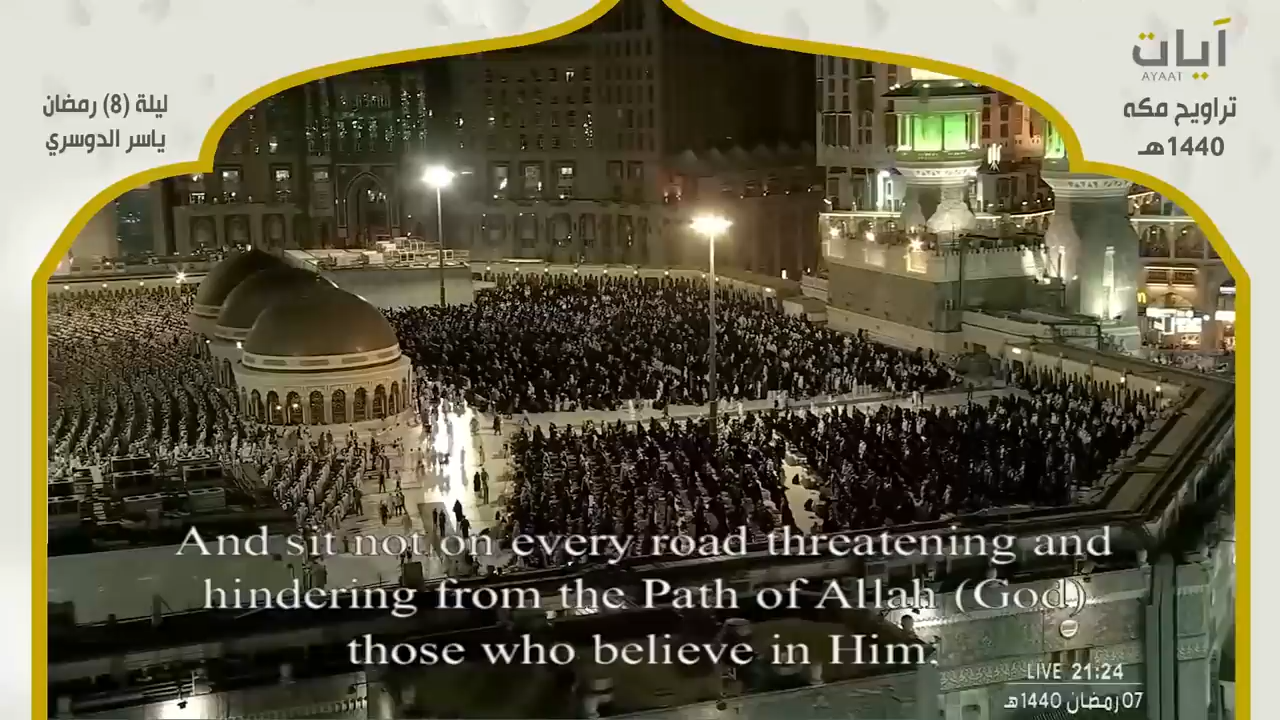 آيات
AYAAT
تراويح مكه
1440هـ
ليلة (8) رمضان
ياسر الدوسري
And sit not on every road threatening and
hindering from the Path of Allah (God)
those who believe in Him.
LIVE 21:24
07 رمضان 1440هـ